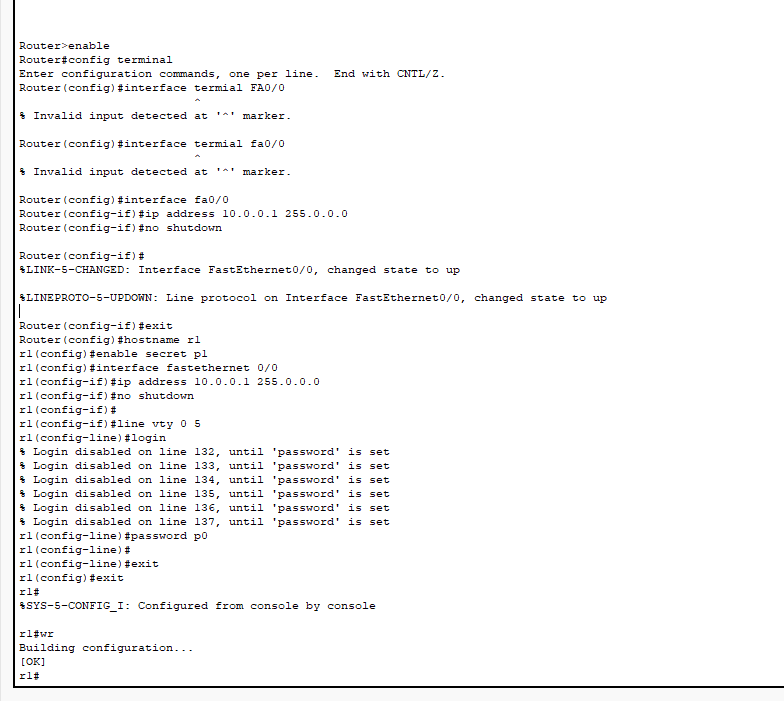 Router>enable
Router#config terminal
Enter configuration commands, one per line.  End with CNTL/Z.
Router(config)#interface termial FA0/0
^
% Invalid input detected at '^' marker.
Router(config)#interface termial fa0/0
^
% Invalid input detected at '^' marker.
Router(config)#interface fa0/0
Router(config-if)#ip address 10.0.0.1 255.0.0.0
Router(config-if)#no shutdown
Router(config-if)#
%LINK-5-CHANGED: Interface FastEthernet0/0, changed state to up
%LINEPROTO-5-UPDOWN: Line protocol on Interface FastEthernet0/0, changed state to up
Router(config-if)#exit
Router(config)#hostname r1
r1(config)#enable secret p1
r1(config)#interface fastethernet 0/0
r1(config-if)#ip address 10.0.0.1 255.0.0.0
r1(config-if)#no shutdown
r1(config-if)#
r1(config-if)#line vty 0 5
r1(config-line)#login
% Login disabled on line 132, until 'password' is set
% Login disabled on line 133, until 'password' is set
% Login disabled on line 134, until 'password' is set
% Login disabled on line 135, until 'password' is set
% Login disabled on line 136, until 'password' is set
% Login disabled on line 137, until 'password' is set
r1(config-line)#password p0
r1(config-line)#
r1(config-line)#exit
r1(config)#exit
r1#
%SYS-5-CONFIG_I: Configured from console by console
r1#wr
Building configuration...
[OK]
r1#